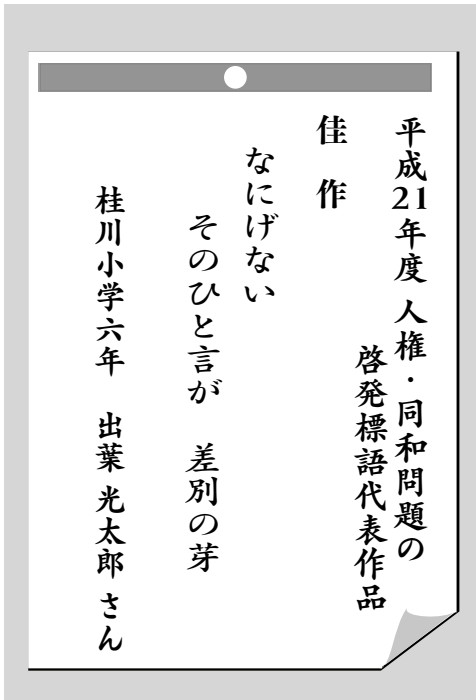 平成21年度 人権・同和問題の
啓発標語代表作品
佳 作
なにげない
そのひと言が 差別の芽
桂川小学六年 出葉 光太郎 さん